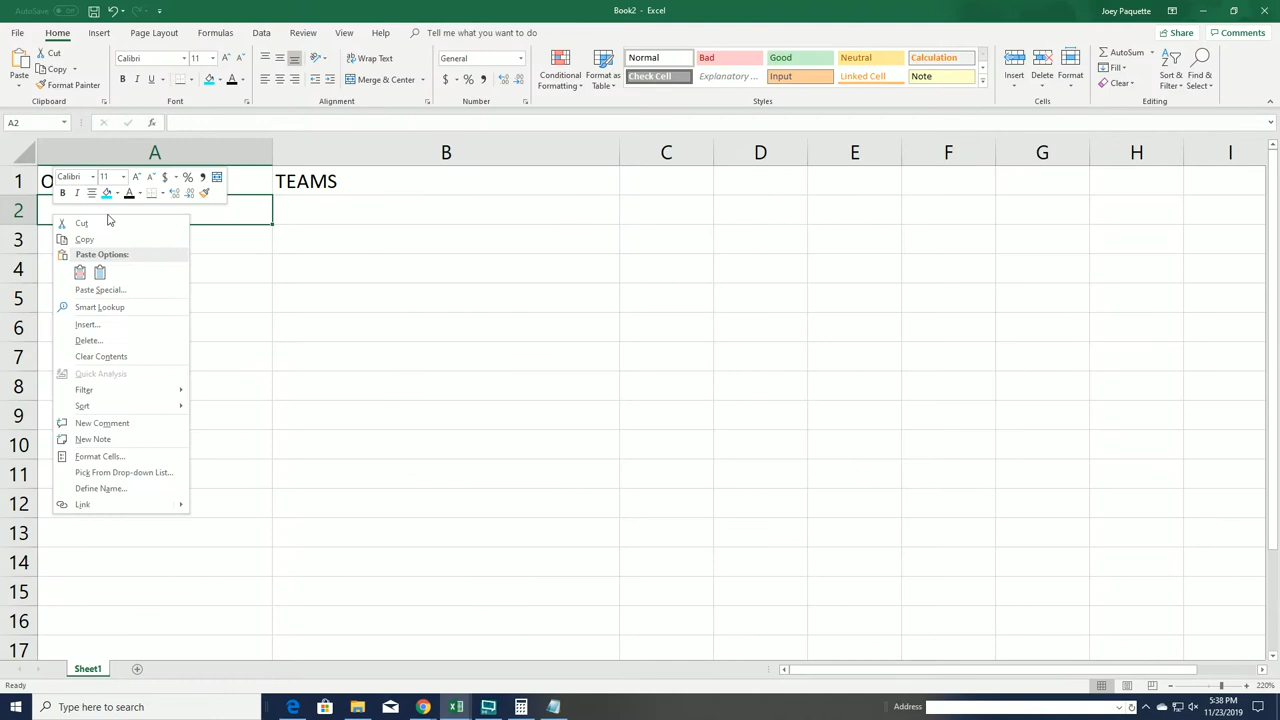 AutoSave Off Book2 - Excel Joey Paquette
File Home Insert Page Layout Formulas Data Review View Help Tell me what you want to do Share Comments
Paste Cut Copy Format Painter
Calibri 11
B I U
Wrap Text
Merge & Center
General
$ % ,
Conditional Formatting Format as Table
Normal Bad Good Neutral Calculation
Check Cell Explanatory ... Input Linked Cell Note
Insert Delete Format
AutoSum Fill Clear
Sort & Filter Find & Select
Clipboard Font Alignment Number Styles Cells Editing
A2 fx
A B C D E F G H I
1 O TEAMS
Calibri 11 A A $ % ,
B I A
2
Cut
3 Copy
Paste Options:
4
Paste Special...
5
Smart Lookup
6 Insert...
Delete...
7 Clear Contents
Quick Analysis
8 Filter
Sort
9 New Comment
10 New Note
Format Cells...
11 Pick From Drop-down List...
Define Name...
12 Link
13
14
15
16
17
Sheet1
Ready 220%
Type here to search Address 5:38 PM
11/23/2019